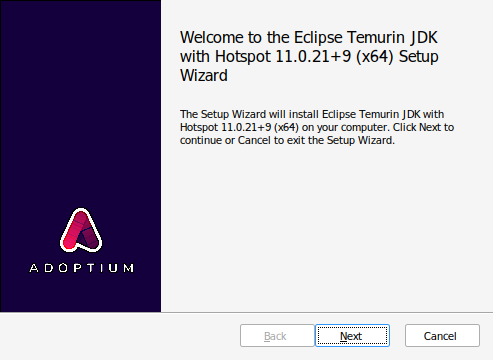 Welcome to the Eclipse Temurin JDK
with Hotspot 11.0.21+9 (x64) Setup
Wizard
The Setup Wizard will install Eclipse Temurin JDK with
Hotspot 11.0.21+9 (x64) on your computer. Click Next to
continue or Cancel to exit the Setup Wizard.
ADOPTIUM
Back Next Cancel